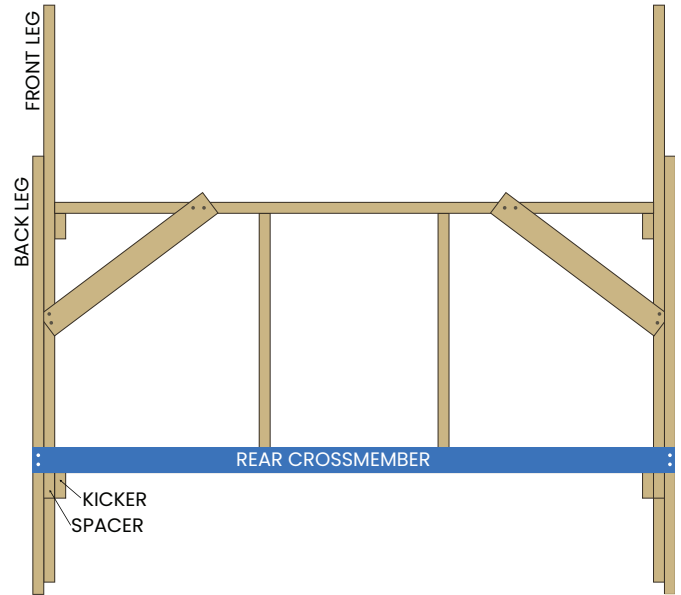 FRONT LEG
BACK LEG
REAR CROSSMEMBER
KICKER
SPACER